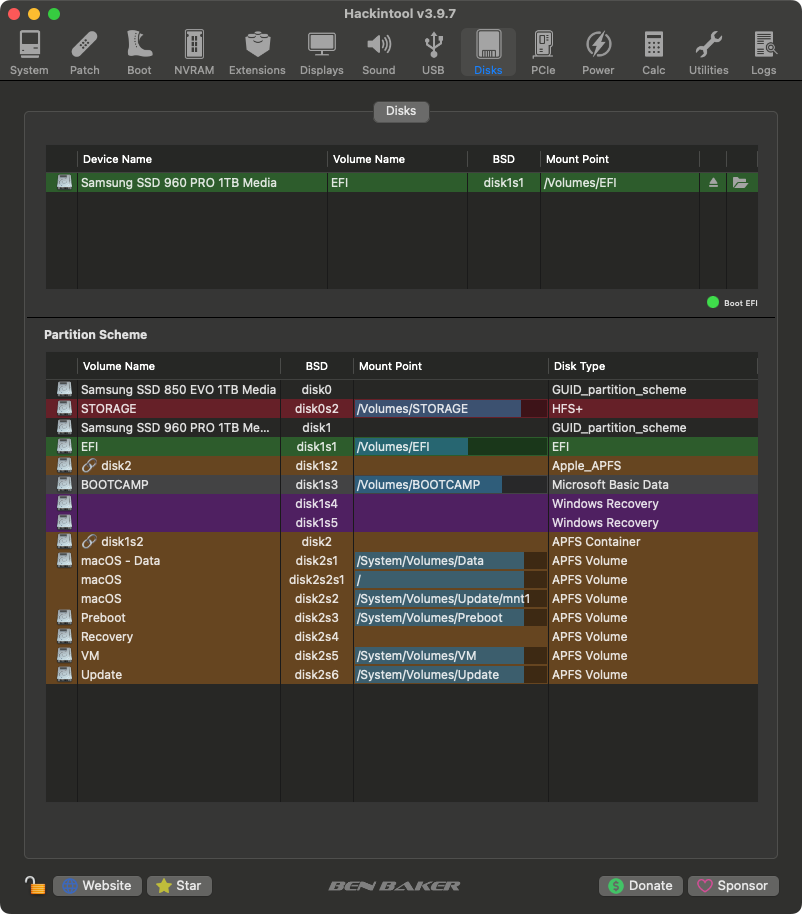 Hackintool v3.9.7
System Patch Boot NVRAM Extensions Displays Sound USB Disks PCIe Power Calc Utilities Logs
Disks
Device Name Volume Name BSD Mount Point
Samsung SSD 960 PRO 1TB Media EFI disk1s1 /Volumes/EFI
Boot EFI
Partition Scheme
Volume Name BSD Mount Point Disk Type
Samsung SSD 850 EVO 1TB Media disk0 GUID_partition_scheme
STORAGE disk0s2 /Volumes/STORAGE HFS+
Samsung SSD 960 PRO 1TB Me... disk1 GUID_partition_scheme
EFI disk1s1 /Volumes/EFI EFI
disk2 disk1s2 Apple_APFS
BOOTCAMP disk1s3 /Volumes/BOOTCAMP Microsoft Basic Data
disk1s4 Windows Recovery
disk1s5 Windows Recovery
disk1s2 disk2 APFS Container
macOS - Data disk2s1 /System/Volumes/Data APFS Volume
macOS disk2s2s1 / APFS Volume
macOS disk2s2 /System/Volumes/Update/mnt1 APFS Volume
Preboot disk2s3 /System/Volumes/Preboot APFS Volume
Recovery disk2s4 APFS Volume
VM disk2s5 /System/Volumes/VM APFS Volume
Update disk2s6 /System/Volumes/Update APFS Volume
Website Star BEN BAKER $ Donate Sponsor